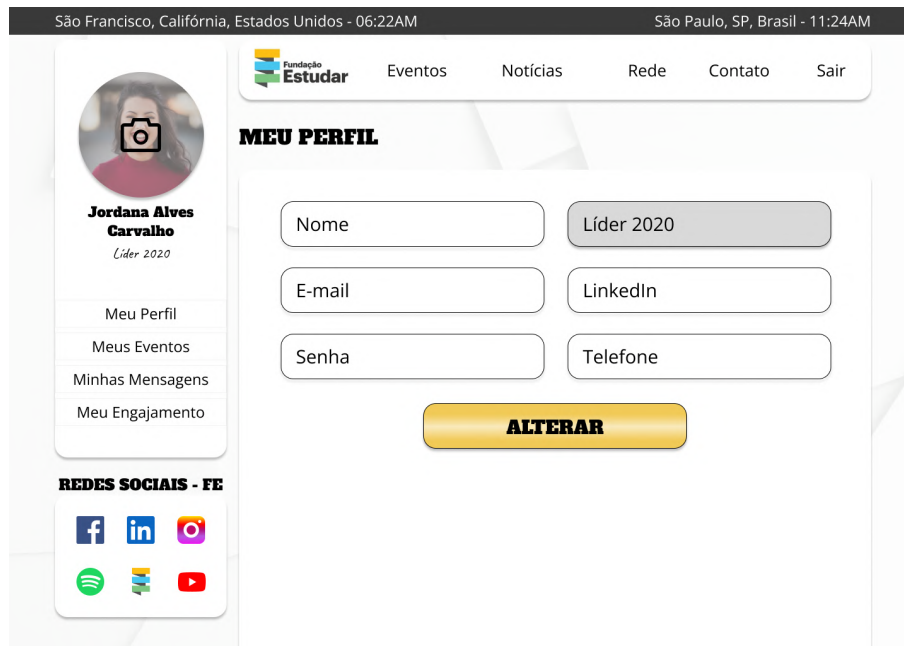 São Francisco, Califórnia, Estados Unidos - 06:22AM
São Paulo, SP, Brasil - 11:24AM
Fundação
Estudar
Eventos
Notícias
Rede
Contato
Sair
Jordana Alves
Carvalho
Líder 2020
Meu Perfil
Meus Eventos
Minhas Mensagens
Meu Engajamento
REDES SOCIAIS - FE
f
in
MEU PERFIL
Nome
Líder 2020
E-mail
LinkedIn
Senha
Telefone
ALTERAR